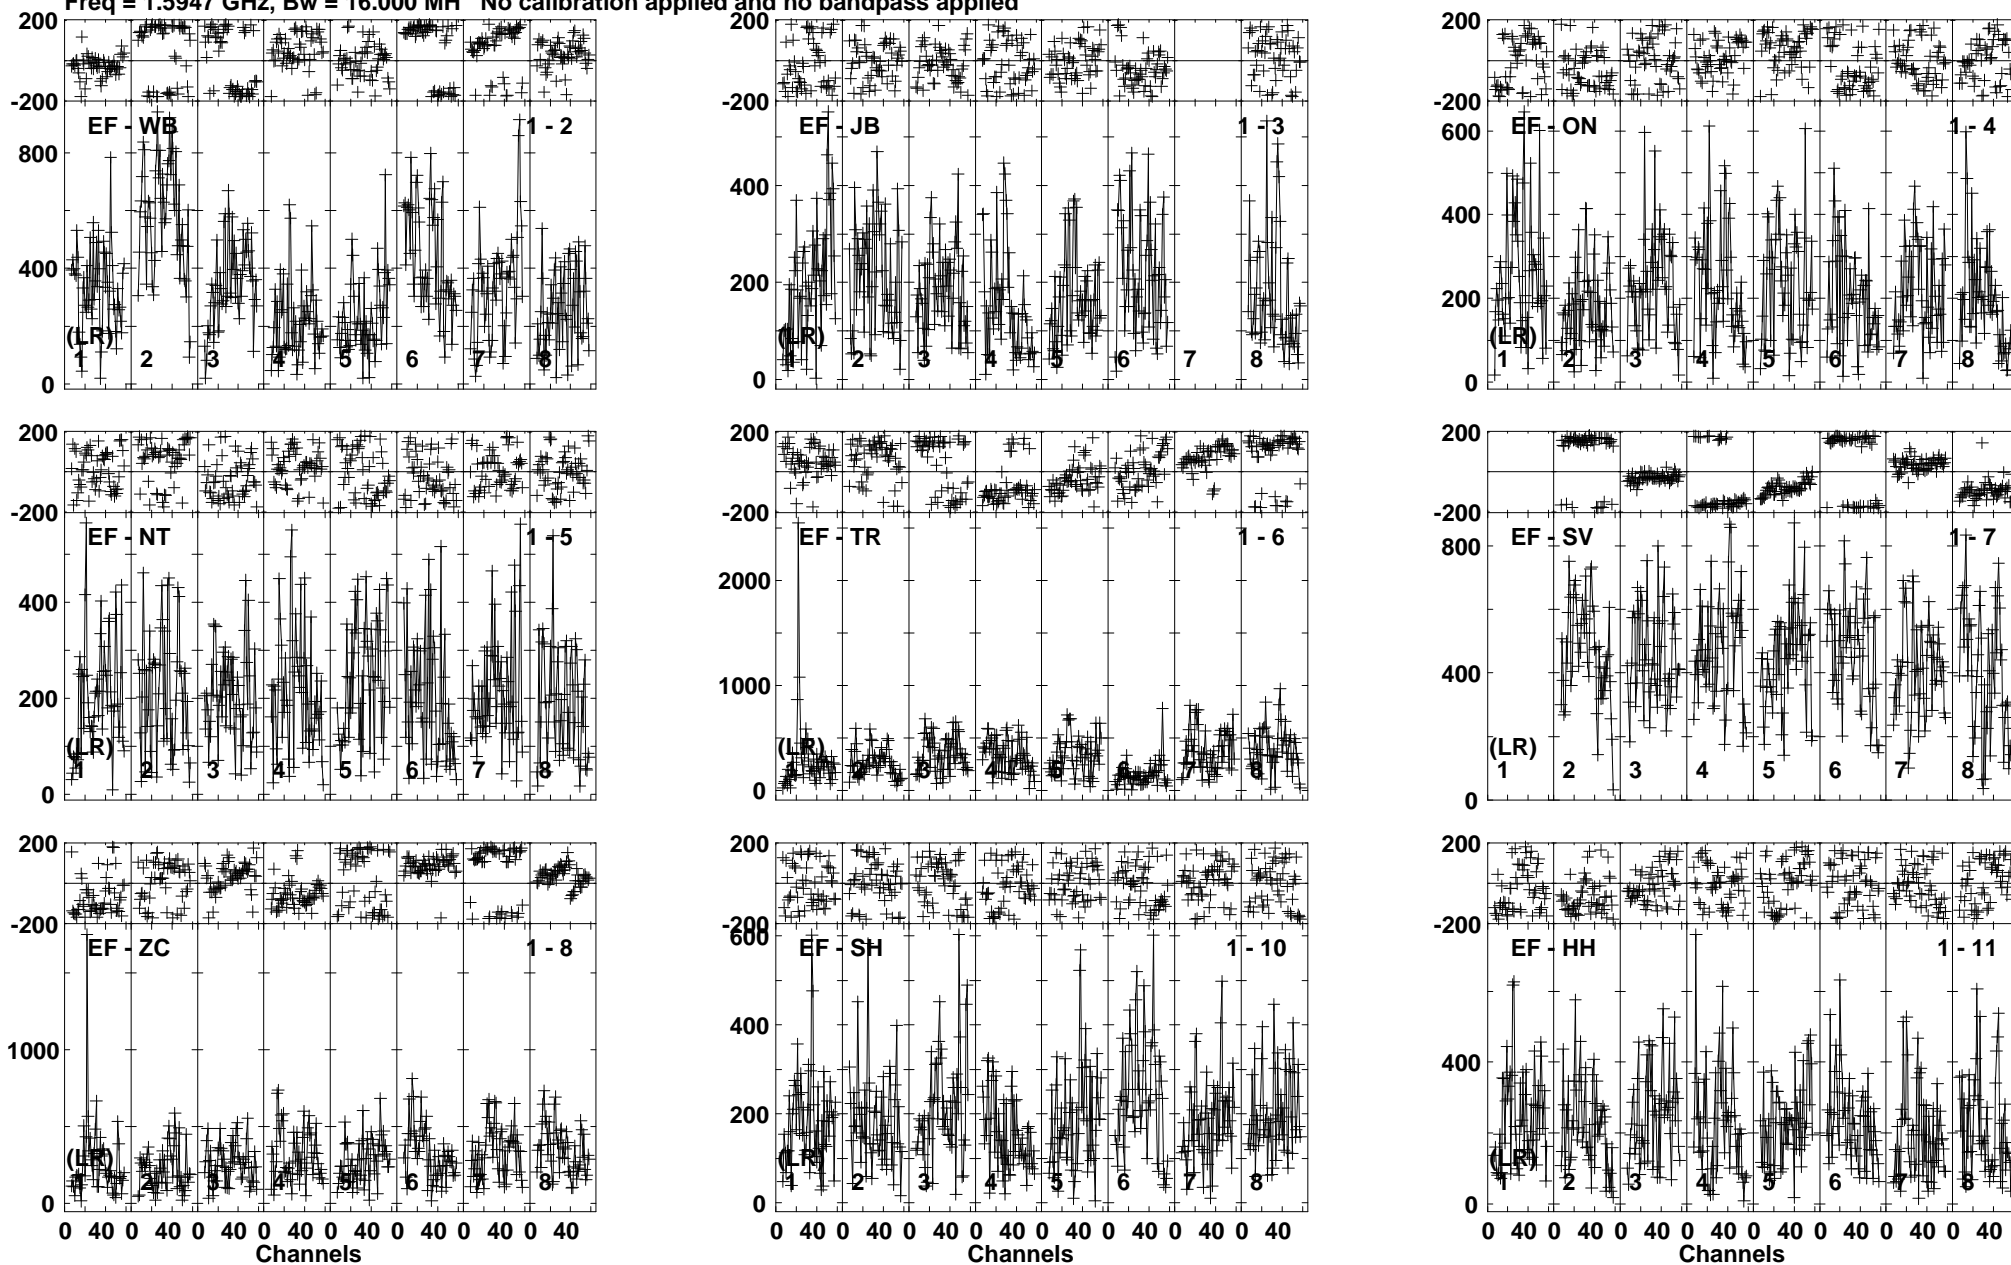 Freq = 1.5947 GHz, Bw = 16.000 MH No calibration applied and no bandpass applied
200
-200
EF - WB 1 - 2
800
400
0
(LR)
1 2 3 4 5 6 7 8
-200
EF - JB 1 - 3
400
200
0
(LR)
1 2 3 4 5 6 7 8
200
-200
EF - ON 1 - 4
600
400
200
0
(LR)
1 2 3 4 5 6 7 8
200
-200
EF - NT 1 - 5
400
200
0
(LR)
1 2 3 4 5 6 7 8
200
-200
EF - TR 1 - 6
2000
1000
0
(LR)
1 2 3 4 5 6 7 8
200
-200
EF - SV 1 - 7
800
400
0
(LR)
1 2 3 4 5 6 7 8
200
-200
EF - ZC 1 - 8
1000
0
(LR)
1 2 3 4 5 6 7 8
0 40 0 40 0 40 0 40 0 40 0 40 0 40 0 40
Channels
200
-200
EF - SH 1 - 10
600
400
200
0
(LR)
1 2 3 4 5 6 7 8
0 40 0 40 0 40 0 40 0 40 0 40 0 40 0 40
Channels
200
-200
EF - HH 1 - 11
400
0
(LR)
1 2 3 4 5 6 7 8
0 40 0 40 0 40 0 40 0 40 0 40 0 40 0 40
Channels